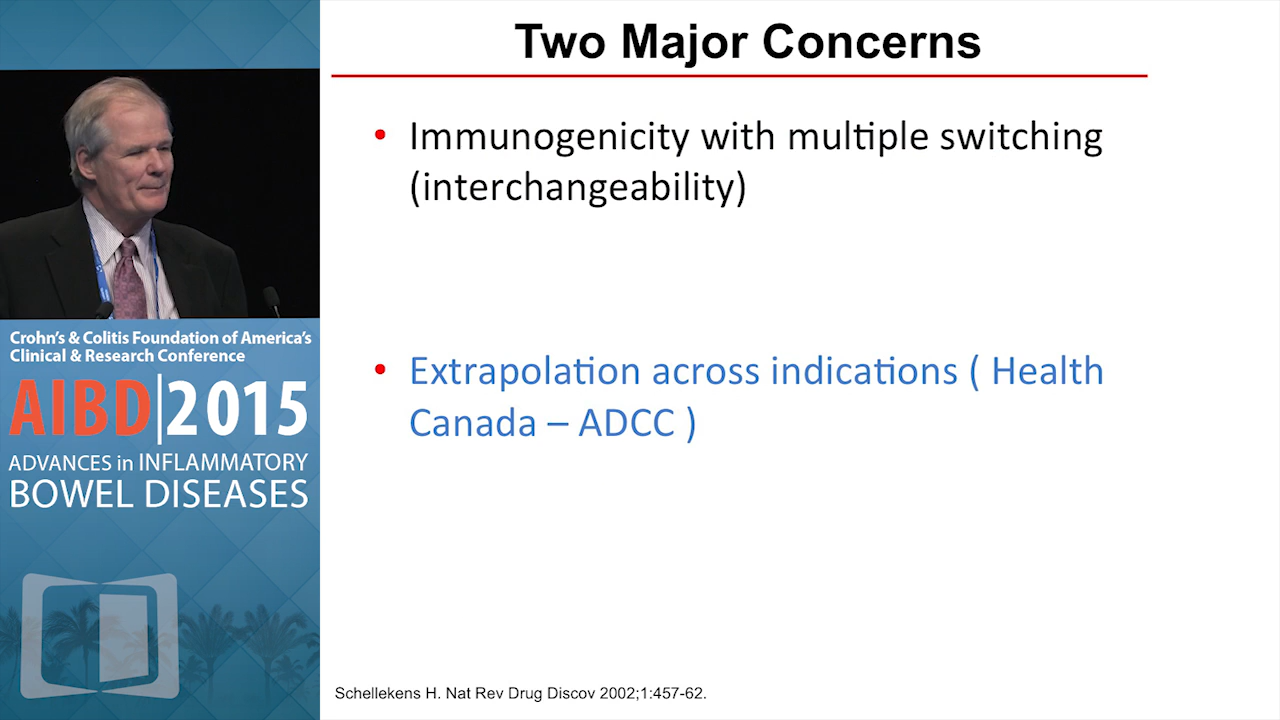 Two Major Concerns
• Immunogenicity with multiple switching
(interchangeability)
• Extrapolation across indications ( Health
Canada – ADCC )
Schellekens H. Nat Rev Drug Discov 2002;1:457-62.
Crohn's & Colitis Foundation of America's
Clinical & Research Conference
AIBD|2015
ADVANCES in INFLAMMATORY
BOWEL DISEASES